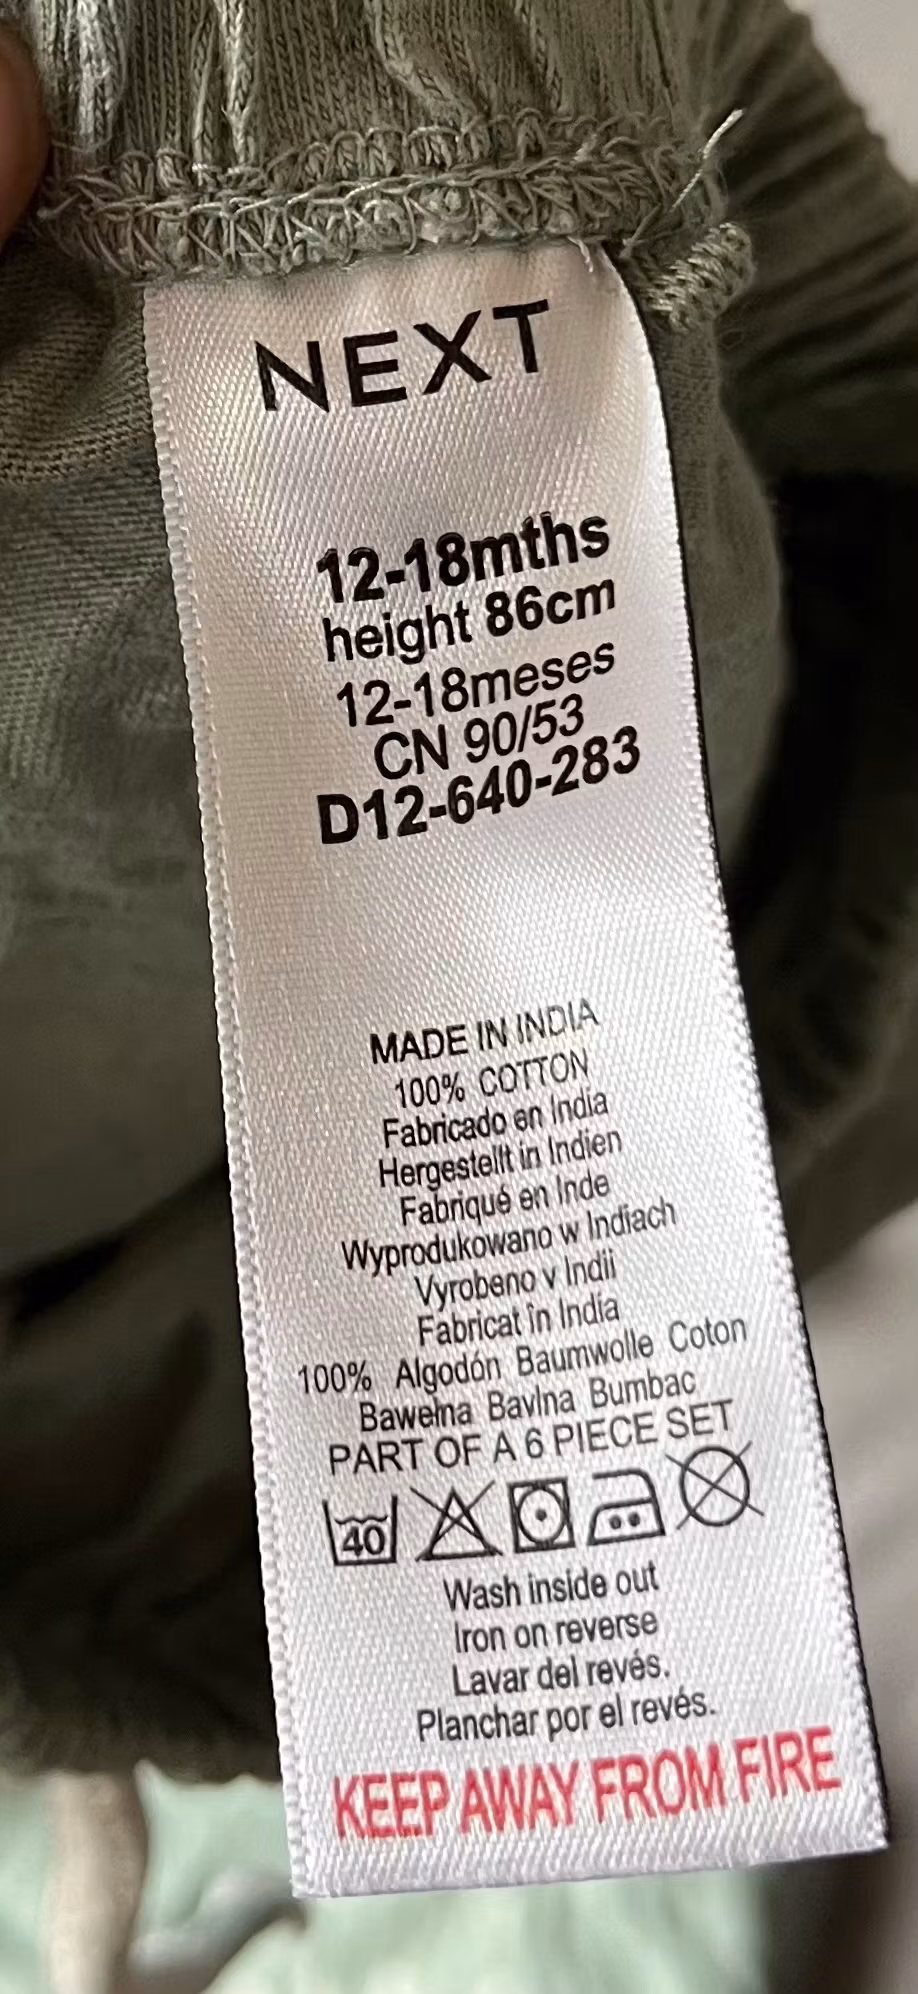 NEXT
12-18mths
height 86cm
12-18meses
CN 90/53
D12-640-283
MADE IN INDIA
100% COTTON
Fabricado en India
Hergestellt in Indien
Fabriqué en Inde
Wyprodukowano w Indiach
Vyrobeno v Indii
Fabricat în India
100% Algodón Baumwolle Coton
Bawełna Bavlna Bumbac
PART OF A 6 PIECE SET
40
Wash inside out
Iron on reverse
Lavar del revés.
Planchar por el revés.
KEEP AWAY FROM FIRE